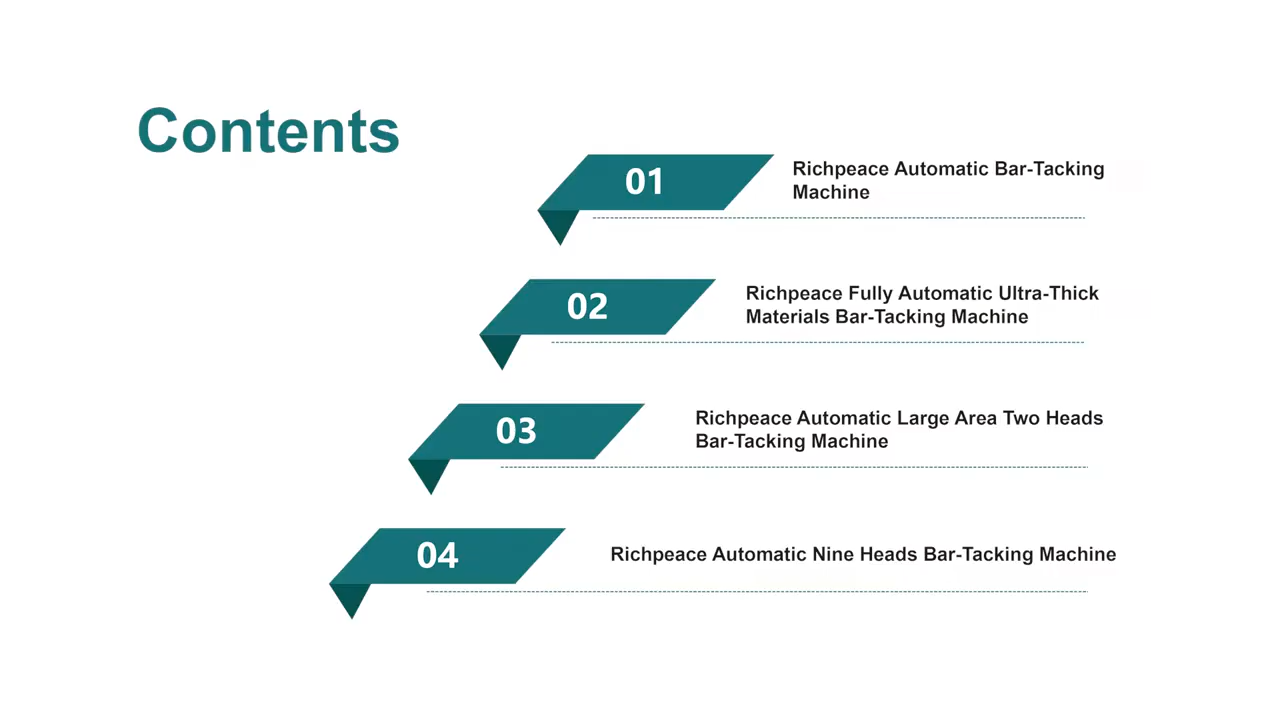 Contents
01
Richpeace Automatic Bar-Tacking
Machine
02
Richpeace Fully Automatic Ultra-Thick
Materials Bar-Tacking Machine
03
Richpeace Automatic Large Area Two Heads
Bar-Tacking Machine
04
Richpeace Automatic Nine Heads Bar-Tacking Machine